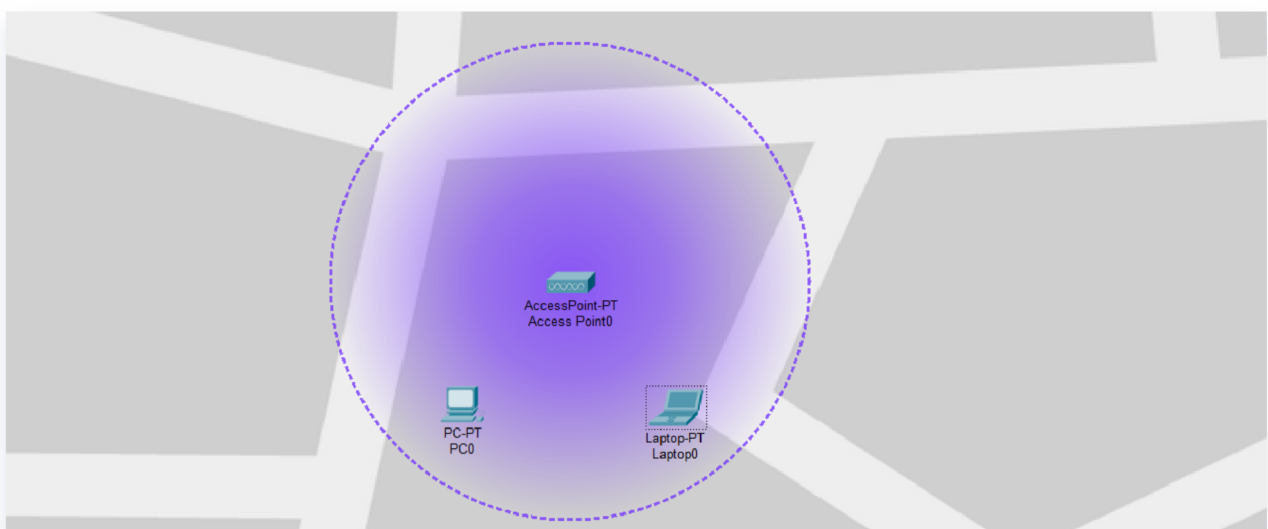 AccessPoint-PT
Access Point0
PC-PT
PC0
Laptop-PT
Laptop0